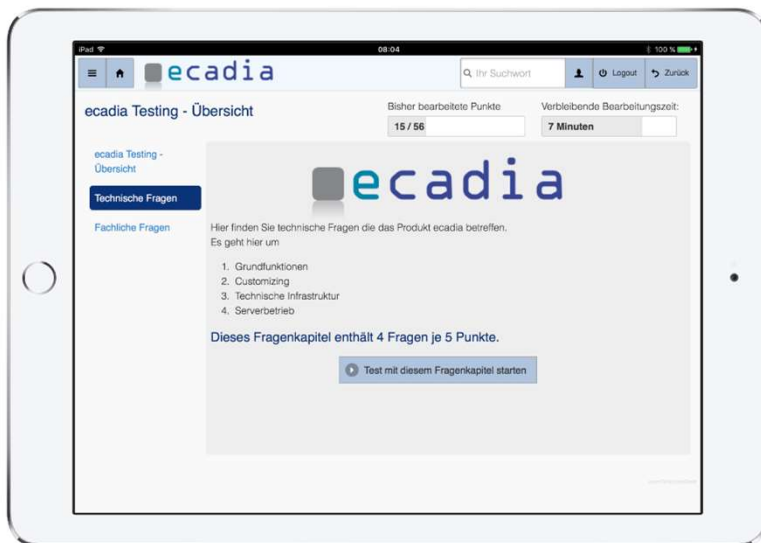 iPad 08:04 100 %
ecadia
Ihr Suchwort Logout Zurück
ecadia Testing - Übersicht
Bisher bearbeitete Punkte
15 / 56
Verbleibende Bearbeitungszeit:
7 Minuten
ecadia Testing -
Übersicht
Technische Fragen
Fachliche Fragen
ecadia
Hier finden Sie technische Fragen die das Produkt ecadia betreffen.
Es geht hier um
1. Grundfunktionen
2. Customizing
3. Technische Infrastruktur
4. Serverbetrieb
Dieses Fragenkapitel enthält 4 Fragen je 5 Punkte.
Test mit diesem Fragenkapitel starten